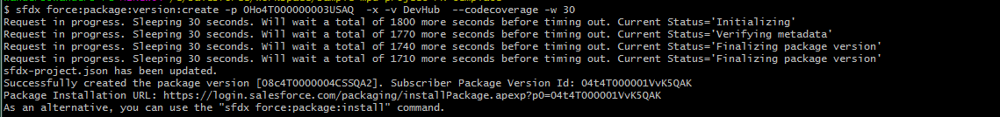 $ sfdx force:package:version:create -p 0Ho4T000000003USAQ  -x -v DevHub  --codecoverage -w 30
Request in progress. Sleeping 30 seconds. Will wait a total of 1800 more seconds before timing out. Current Status='Initializing'
Request in progress. Sleeping 30 seconds. Will wait a total of 1770 more seconds before timing out. Current Status='Verifying metadata'
Request in progress. Sleeping 30 seconds. Will wait a total of 1740 more seconds before timing out. Current Status='Finalizing package version'
Request in progress. Sleeping 30 seconds. Will wait a total of 1710 more seconds before timing out. Current Status='Finalizing package version'
sfdx-project.json has been updated.
Successfully created the package version [08c4T0000004CSSQA2]. Subscriber Package Version Id: 04t4T000001VvK5QAK
Package Installation URL: https://login.salesforce.com/packaging/installPackage.apexp?p0=04t4T000001VvK5QAK
As an alternative, you can use the "sfdx force:package:install" command.